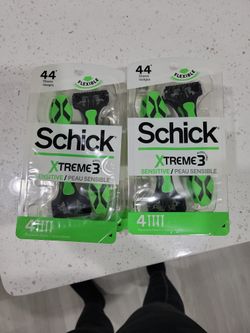 44
FLEXIBLE
Schick
XTREME3
SENSITIVE / PEAU SENSIBLE
4
44
FLEXIBLE
Schick
XTREME3
SENSITIVE / PEAU SENSIBLE
4